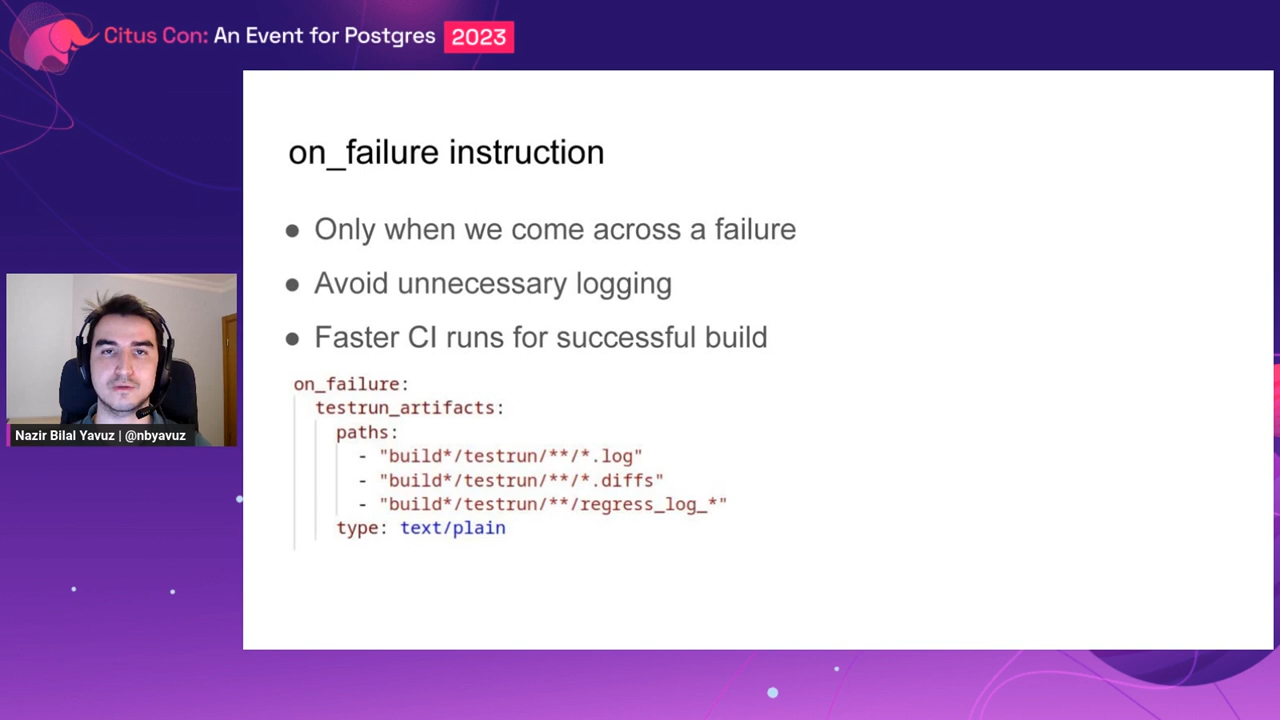 Citus Con: An Event for Postgres 2023
on_failure instruction
● Only when we come across a failure
● Avoid unnecessary logging
● Faster CI runs for successful build
on_failure:
testrun_artifacts:
paths:
- "build*/testrun/**/*.log"
- "build*/testrun/**/*.diffs"
- "build*/testrun/**/regress_log_*"
type: text/plain
Nazir Bilal Yavuz | @nbyavuz